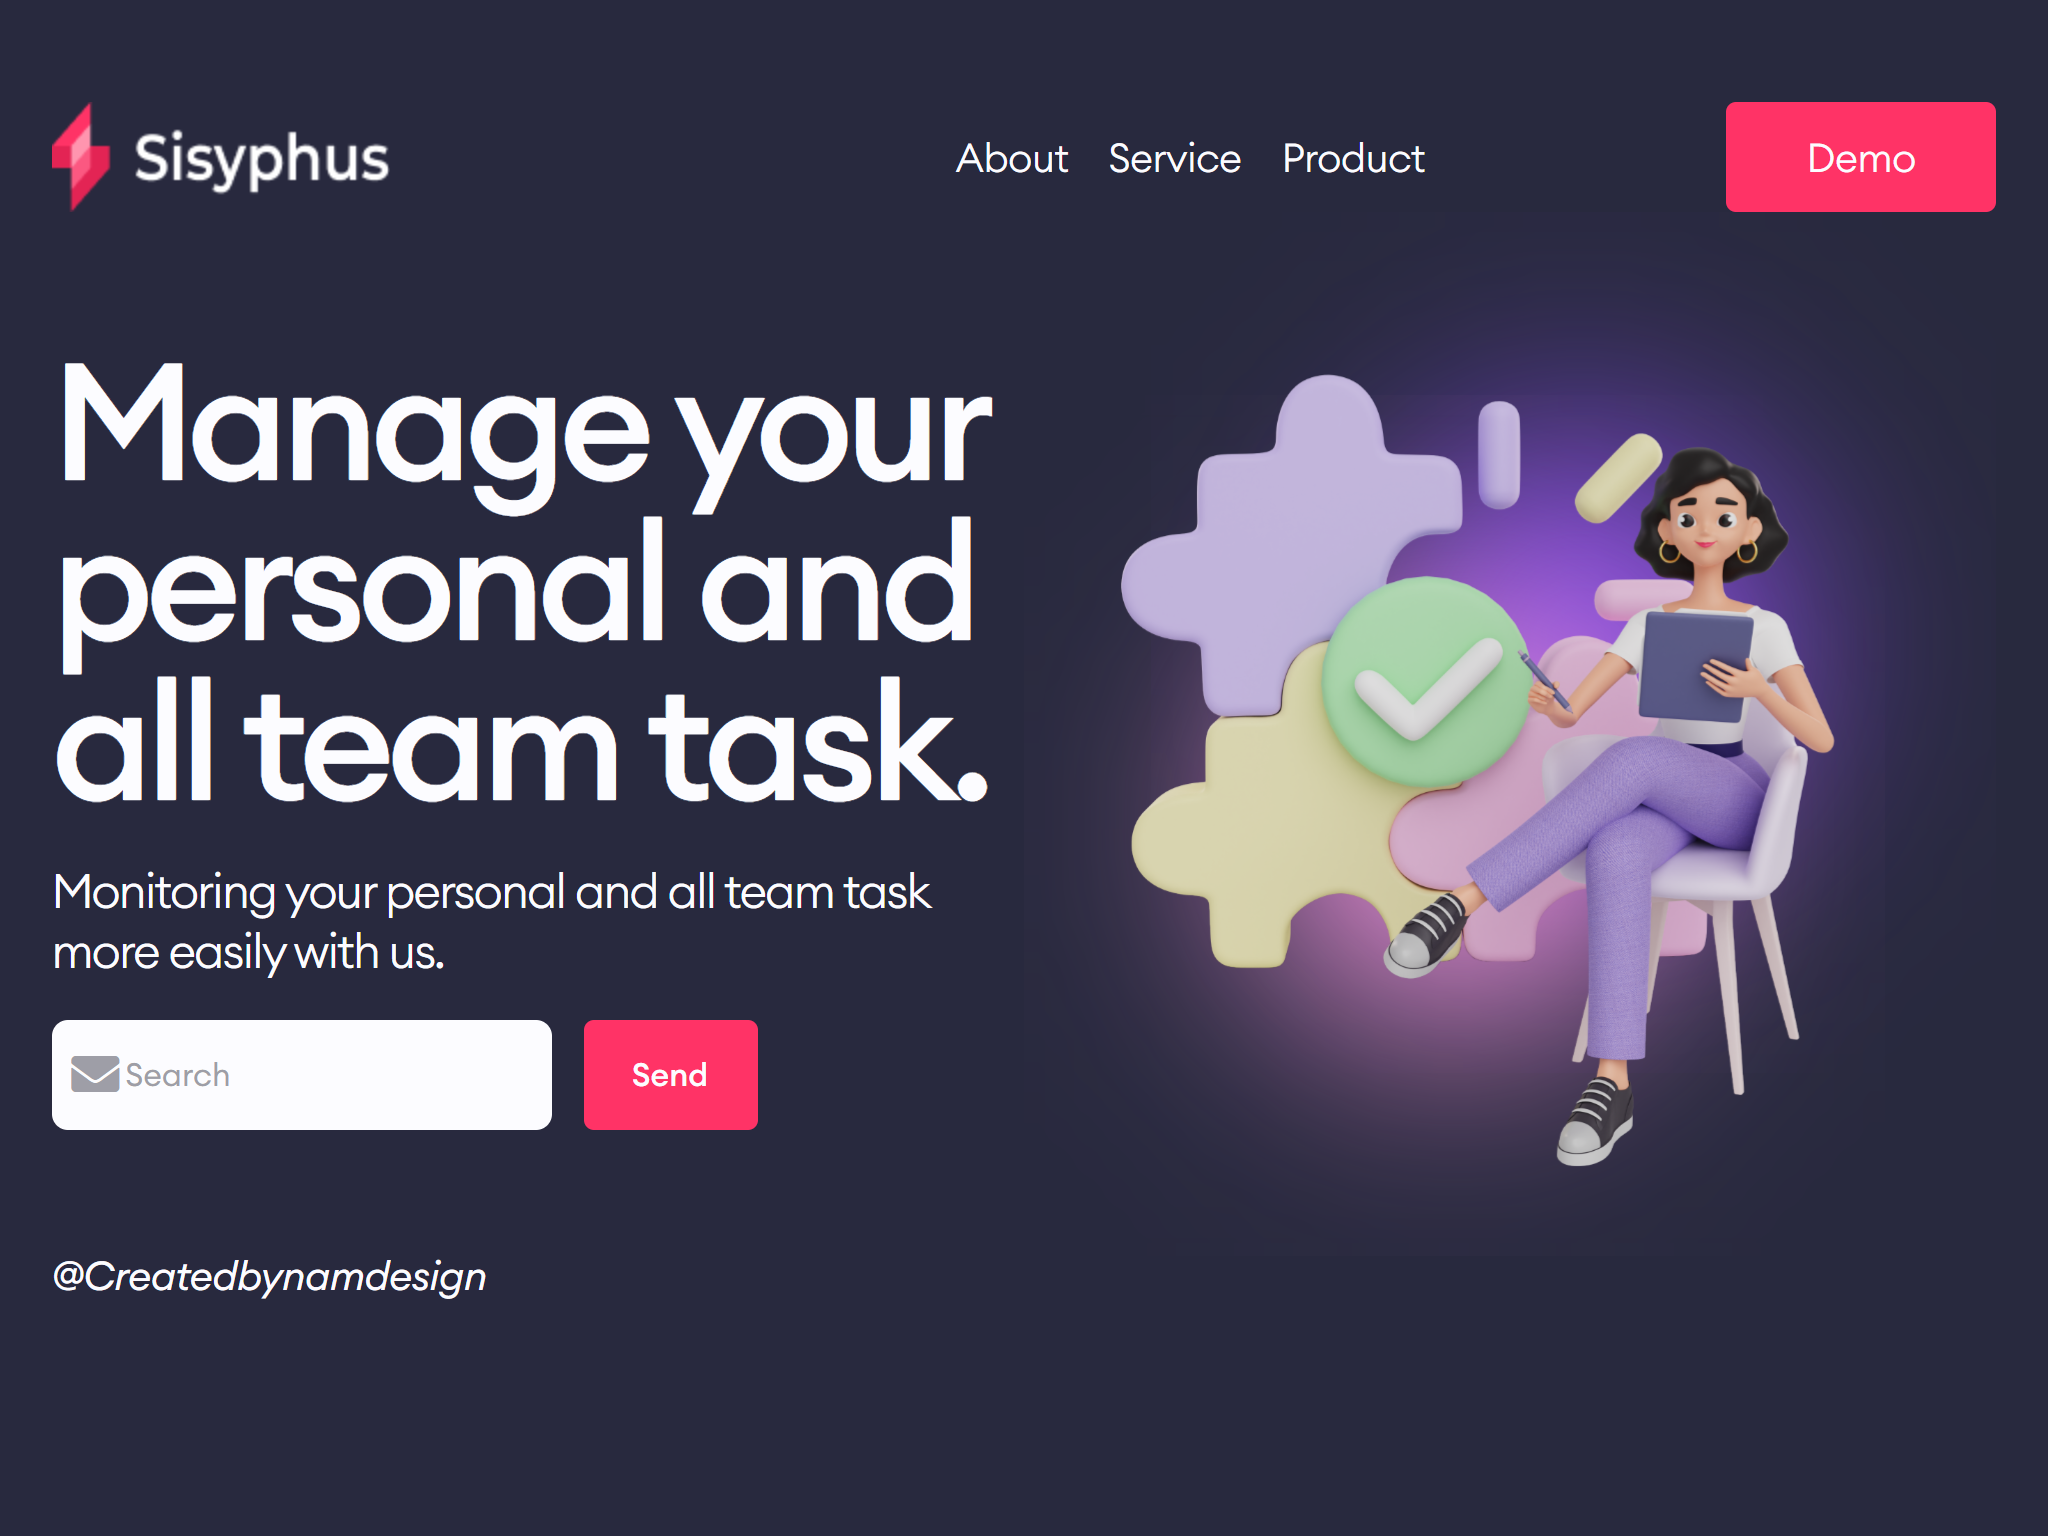 Sisyphus
About Service Product
Demo
Manage your
personal and
all team task.
Monitoring your personal and all team task
more easily with us.
Search
Send
@Createdbynamdesign